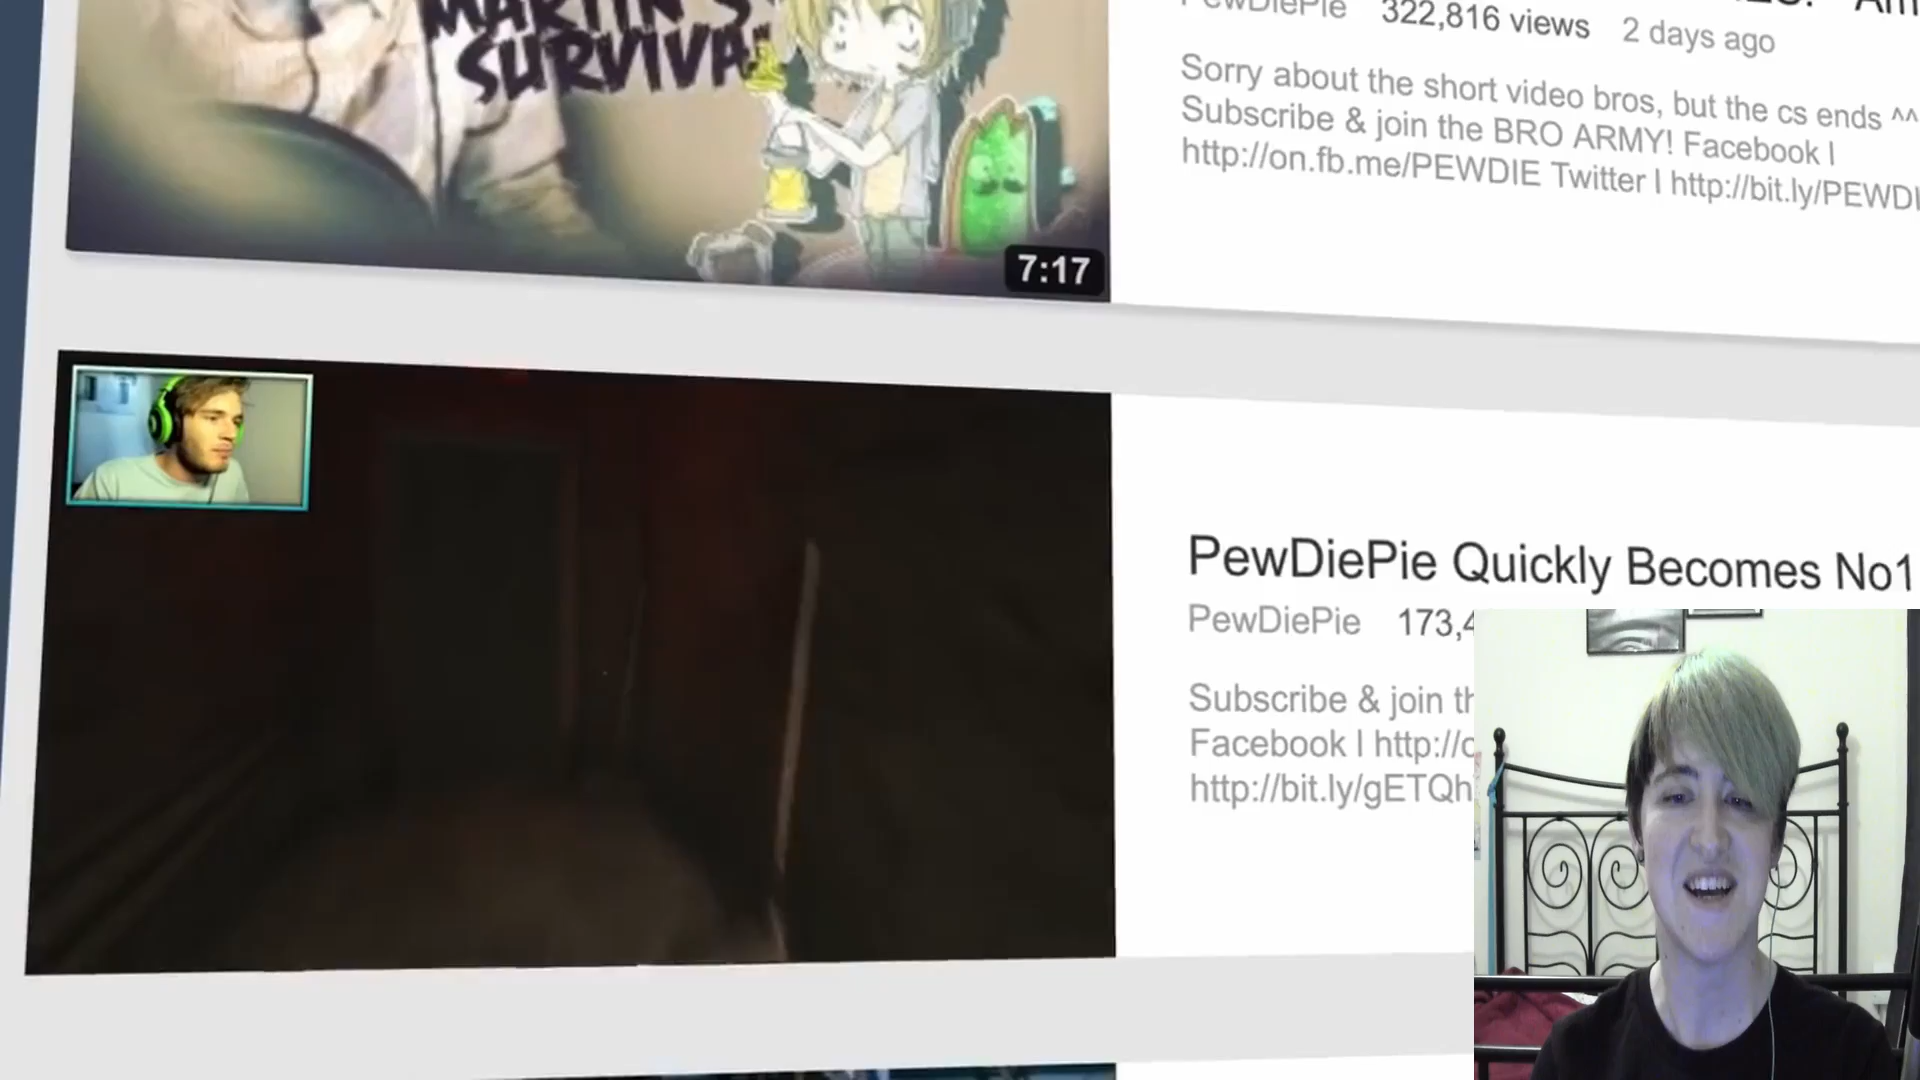 MARTIN'S
SURVIVAL
7:17
PewDiePie 322,816 views 2 days ago
Sorry about the short video bros, but the cs ends ^^
Subscribe & join the BRO ARMY! Facebook l
http://on.fb.me/PEWDIE Twitter l http://bit.ly/PEWDI
PewDiePie Quickly Becomes No1
PewDiePie 173,4
Subscribe & join th
Facebook l http://o
http://bit.ly/gETQh